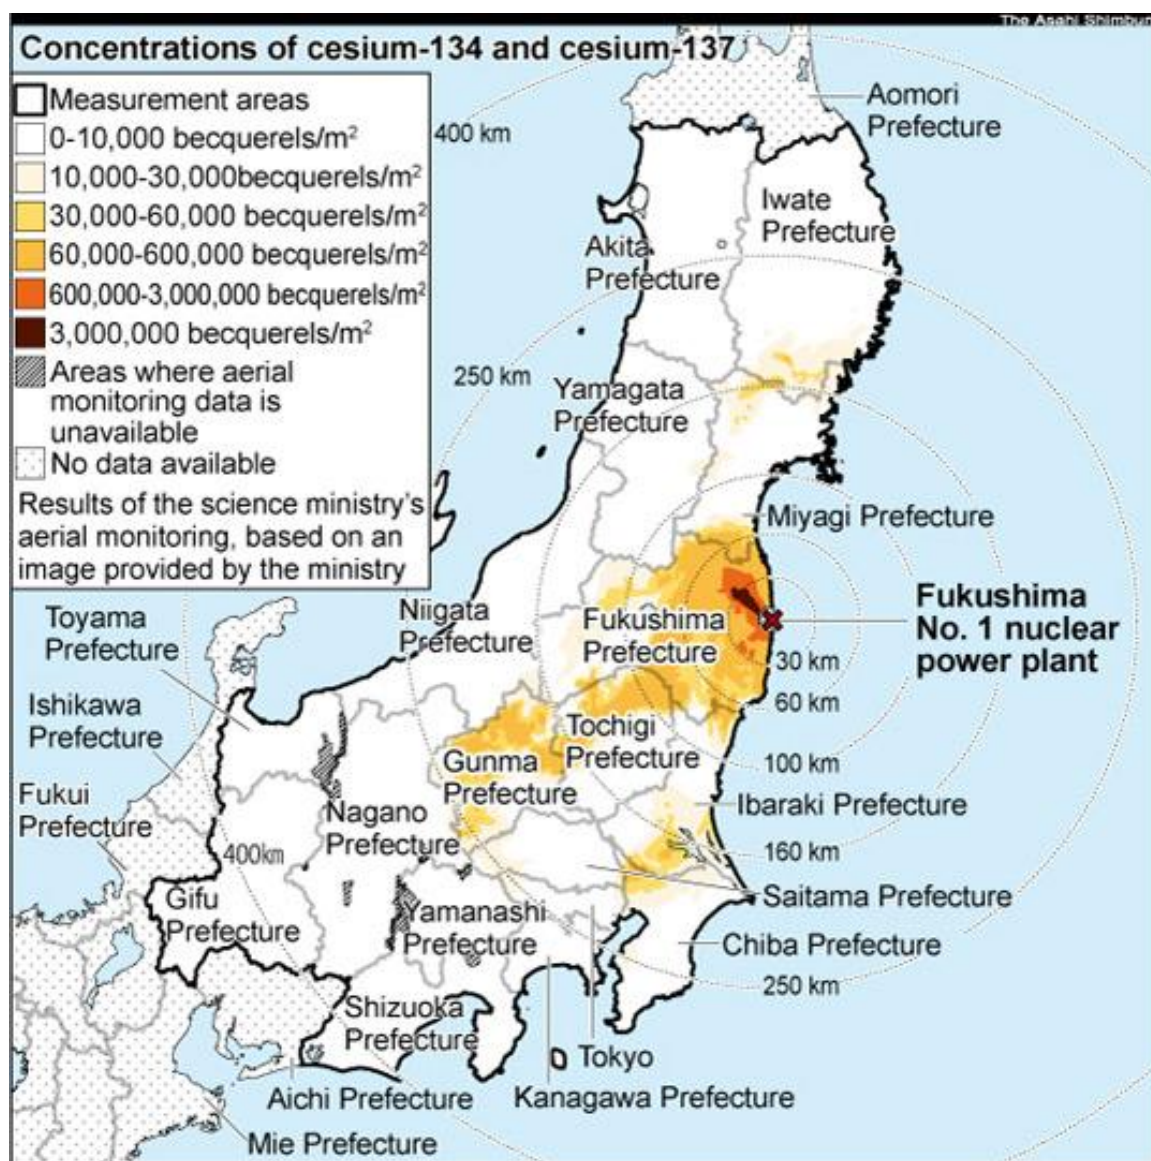 The Asahi Shimbun
Concentrations of cesium-134 and cesium-137
Measurement areas
0-10,000 becquerels/m²
10,000-30,000becquerels/m²
30,000-60,000 becquerels/m²
60,000-600,000 becquerels/m²
600,000-3,000,000 becquerels/m²
3,000,000 becquerels/m²
Areas where aerial
monitoring data is
unavailable
No data available
Results of the science ministry's
aerial monitoring, based on an
image provided by the ministry
400 km
Aomori
Prefecture
Iwate
Prefecture
Akita
Prefecture
250 km
Yamagata
Prefecture
Miyagi Prefecture
Fukushima
No. 1 nuclear
power plant
Niigata
Prefecture
Fukushima
Prefecture
30 km
60 km
100 km
160 km
250 km
Toyama
Prefecture
Ishikawa
Prefecture
Fukui
Prefecture
Tochigi
Prefecture
Gunma
Prefecture
Ibaraki Prefecture
Nagano
Prefecture
400km
Saitama Prefecture
Gifu
Prefecture
Yamanashi
Prefecture
Chiba Prefecture
Shizuoka
Prefecture
Tokyo
Kanagawa Prefecture
Aichi Prefecture
Mie Prefecture